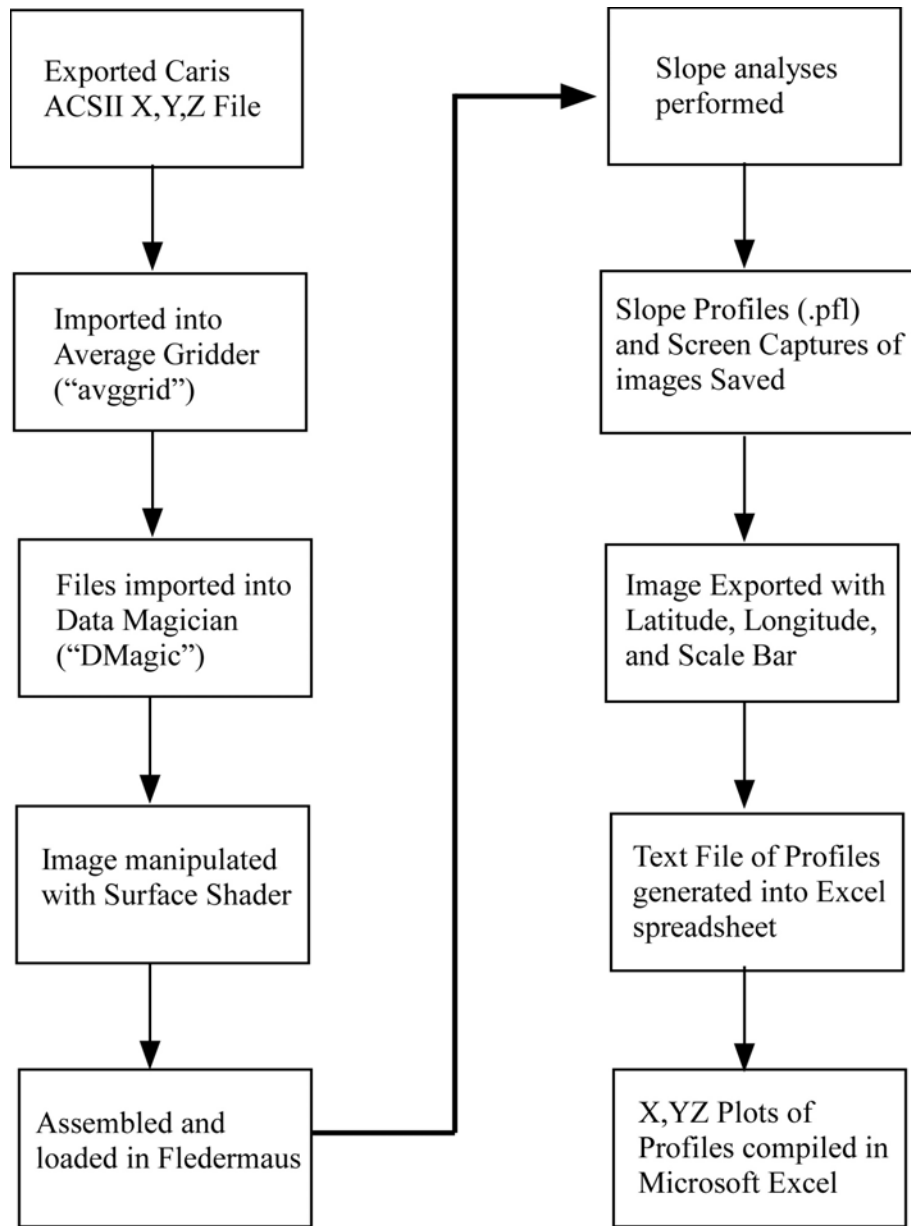 Exported Caris
ACSII X,Y,Z File
Imported into
Average Gridder
(“avggrid”)
Files imported into
Data Magician
(“DMagic”)
Image manipulated
with Surface Shader
Assembled and
loaded in Fledermaus
Slope analyses
performed
Slope Profiles (.pfl)
and Screen Captures of
images Saved
Image Exported with
Latitude, Longitude,
and Scale Bar
Text File of Profiles
generated into Excel
spreadsheet
X,YZ Plots of
Profiles compiled in
Microsoft Excel